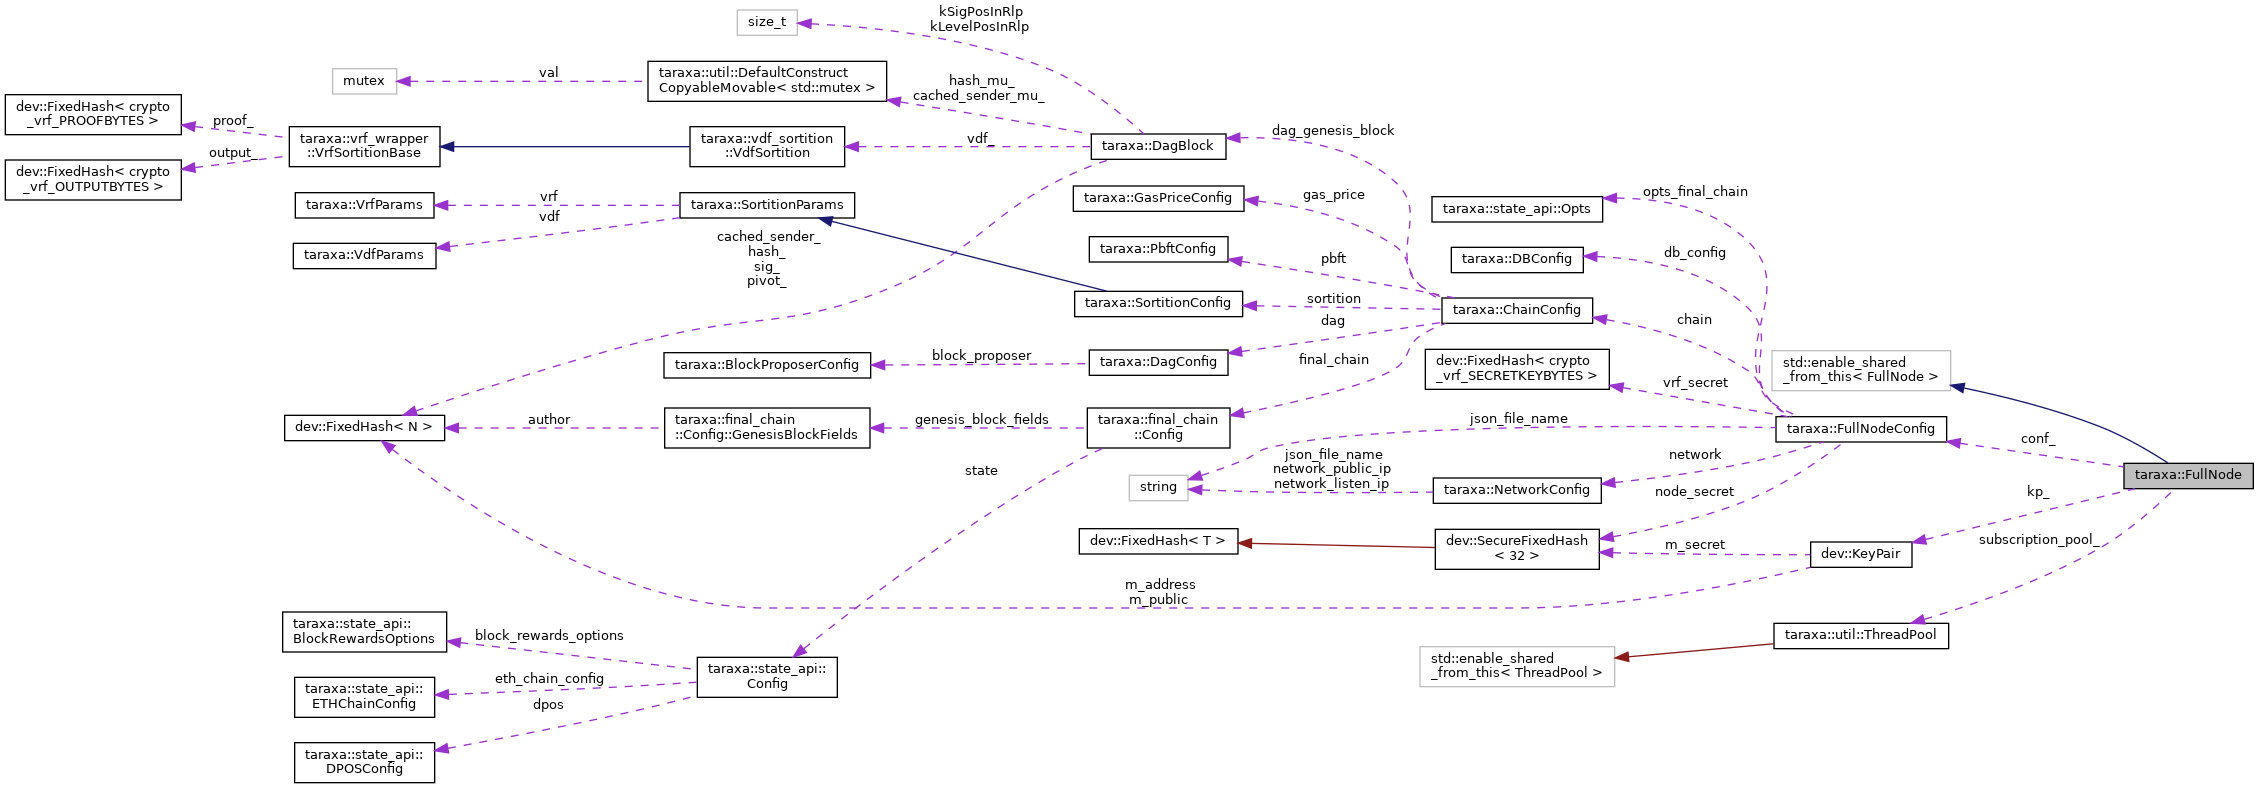 size_t
kSigPosInRlp
kLevelPosInRlp
mutex
val
taraxa::util::DefaultConstruct
CopyableMovable< std::mutex >
hash_mu_
cached_sender_mu_
dev::FixedHash< crypto
_vrf_PROOFBYTES >
proof_
output_
dev::FixedHash< crypto
_vrf_OUTPUTBYTES >
taraxa::vrf_wrapper
::VrfSortitionBase
taraxa::vdf_sortition
::VdfSortition
vdf_
taraxa::DagBlock
dag_genesis_block
taraxa::VrfParams
vrf
vdf
taraxa::SortitionParams
taraxa::VdfParams
taraxa::GasPriceConfig
gas_price
taraxa::state_api::Opts
opts_final_chain
taraxa::PbftConfig
pbft
taraxa::DBConfig
db_config
cached_sender_
hash_
sig_
pivot_
taraxa::SortitionConfig
sortition
taraxa::ChainConfig
chain
dag
taraxa::BlockProposerConfig
block_proposer
taraxa::DagConfig
final_chain
dev::FixedHash< crypto
_vrf_SECRETKEYBYTES >
vrf_secret
std::enable_shared
_from_this< FullNode >
dev::FixedHash< N >
author
taraxa::final_chain
::Config::GenesisBlockFields
genesis_block_fields
taraxa::final_chain
::Config
json_file_name
taraxa::FullNodeConfig
conf_
taraxa::FullNode
state
string
json_file_name
network_public_ip
network_listen_ip
taraxa::NetworkConfig
network
node_secret
kp_
dev::FixedHash< T >
dev::SecureFixedHash
< 32 >
m_secret
dev::KeyPair
subscription_pool_
m_address
m_public
taraxa::state_api::
BlockRewardsOptions
block_rewards_options
taraxa::util::ThreadPool
std::enable_shared
_from_this< ThreadPool >
taraxa::state_api::
Config
eth_chain_config
taraxa::state_api::
ETHChainConfig
dpos
taraxa::state_api::
DPOSConfig